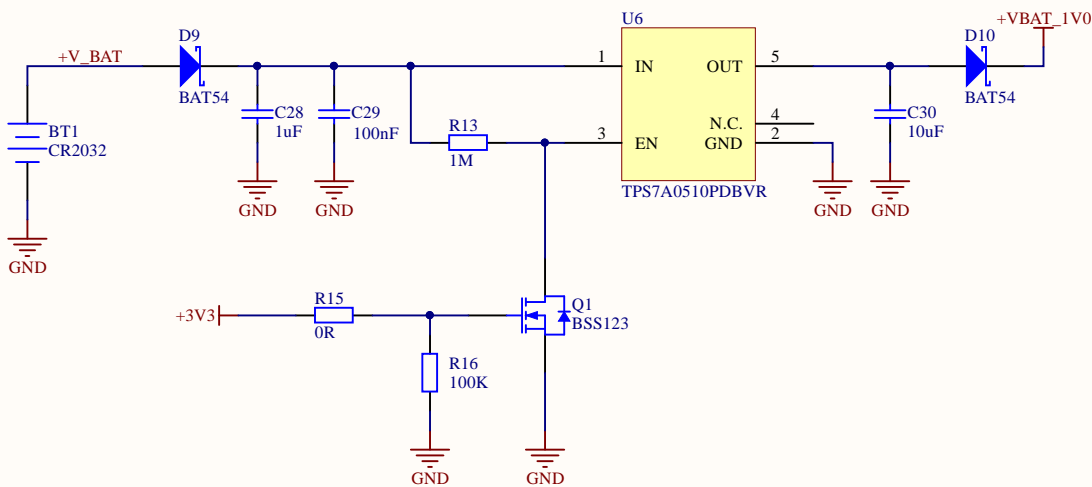 U6
+VBAT_1V0
D9
D10
+V_BAT
1
IN
OUT
5
BAT54
BAT54
C28
C29
C30
1uF
100nF
10uF
BT1
CR2032
R13
1M
3
EN
N.C.
4
GND
2
TPS7A0510PDBVR
GND
GND
GND
GND
GND
R15
Q1
+3V3
0R
BSS123
R16
100K
GND
GND